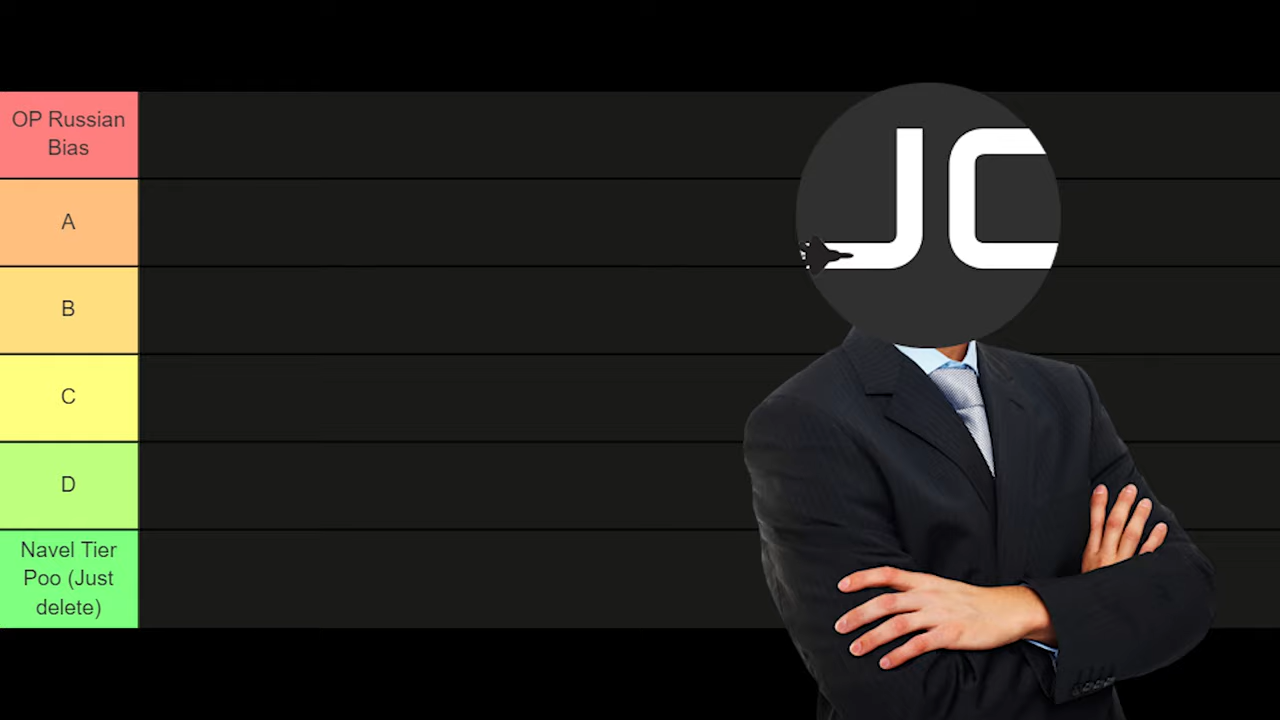 OP Russian
Bias
JC
A
B
C
D
Navel Tier
Poo (Just
delete)